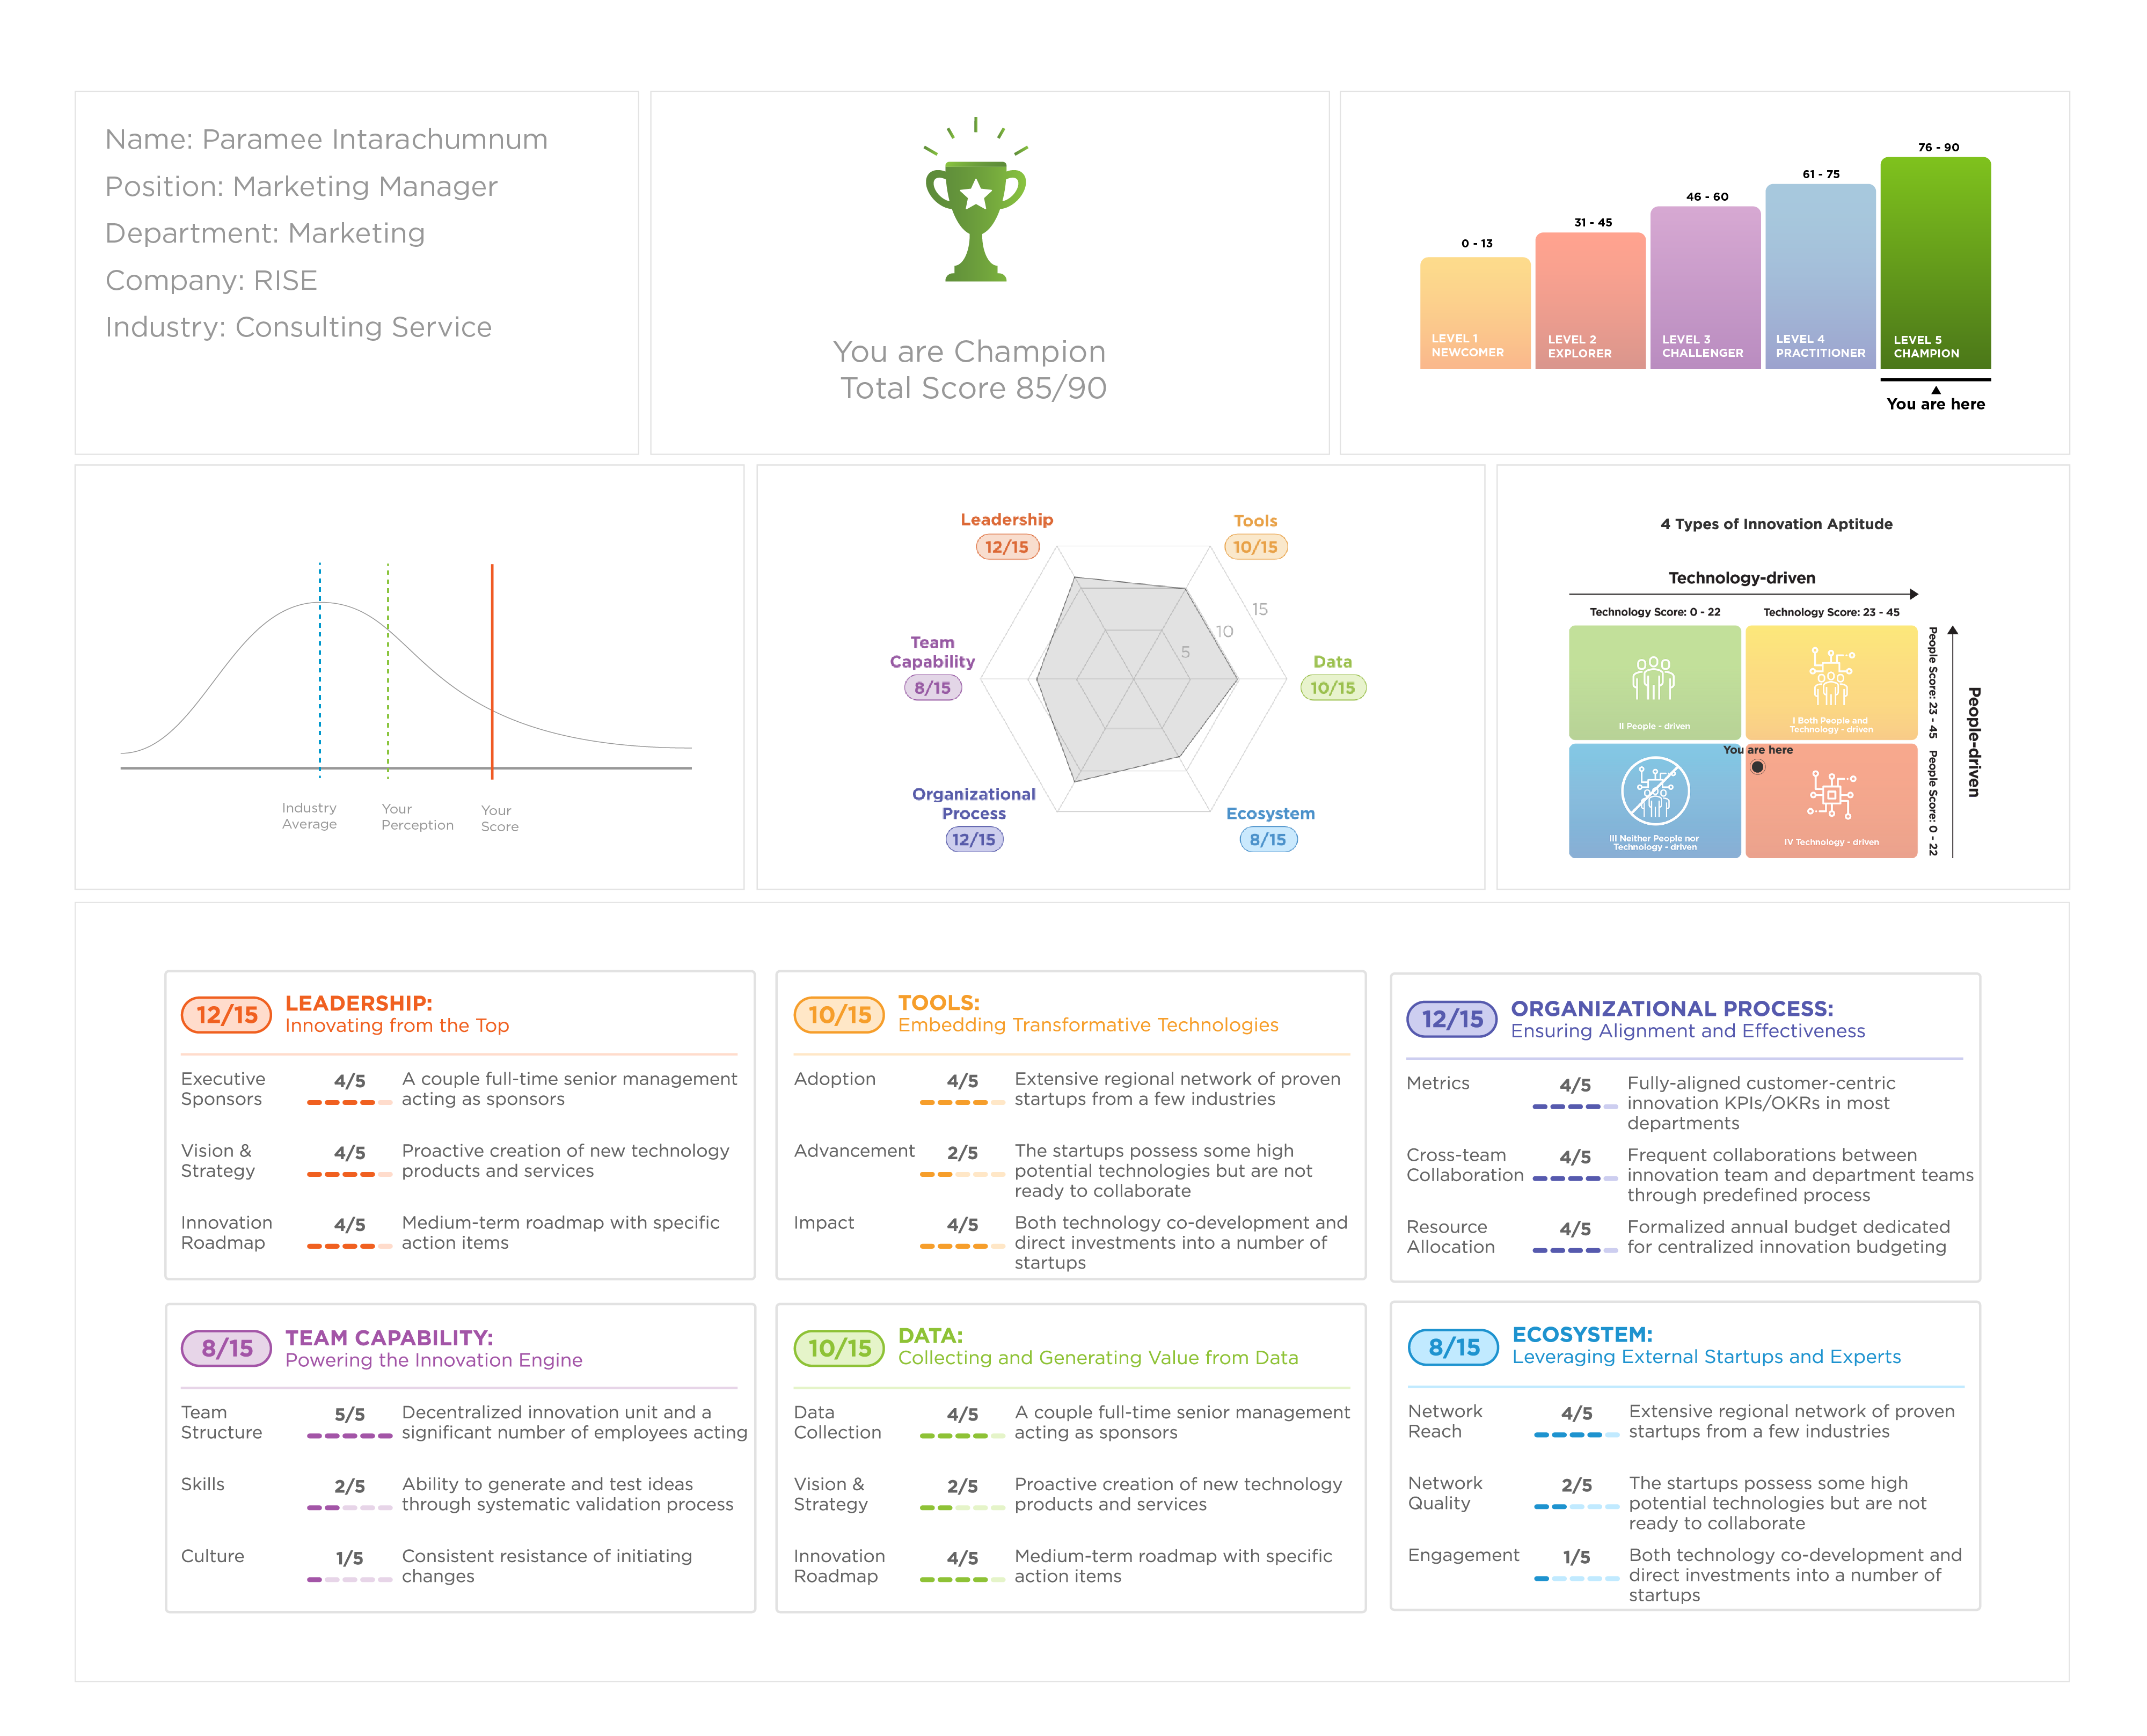 Name: Paramee Intarachumnum
Position: Marketing Manager
Department: Marketing
Company: RISE
Industry: Consulting Service
You are Champion
Total Score 85/90
0 - 13
31 - 45
46 - 60
61 - 75
76 - 90
LEVEL 1
NEWCOMER
LEVEL 2
EXPLORER
LEVEL 3
CHALLENGER
LEVEL 4
PRACTITIONER
LEVEL 5
CHAMPION
You are here
Industry
Average
Your
Perception
Your
Score
Leadership
12/15
Tools
10/15
15
10
5
Team
Capability
8/15
Data
10/15
Organizational
Process
12/15
Ecosystem
8/15
4 Types of Innovation Aptitude
Technology-driven
Technology Score: 0 - 22
Technology Score: 23 - 45
II People - driven
I Both People and
Technology - driven
You are here
III Neither People nor
Technology - driven
IV Technology - driven
People Score: 23 - 45
People Score: 0 - 22
People-driven
12/15
LEADERSHIP:
Innovating from the Top
Executive
Sponsors
4/5
A couple full-time senior management
acting as sponsors
Vision &
Strategy
4/5
Proactive creation of new technology
products and services
Innovation
Roadmap
4/5
Medium-term roadmap with specific
action items
10/15
TOOLS:
Embedding Transformative Technologies
Adoption
4/5
Extensive regional network of proven
startups from a few industries
Advancement
2/5
The startups possess some high
potential technologies but are not
ready to collaborate
Impact
4/5
Both technology co-development and
direct investments into a number of
startups
12/15
ORGANIZATIONAL PROCESS:
Ensuring Alignment and Effectiveness
Metrics
4/5
Fully-aligned customer-centric
innovation KPIs/OKRs in most
departments
Cross-team
Collaboration
4/5
Frequent collaborations between
innovation team and department teams
through predefined process
Resource
Allocation
4/5
Formalized annual budget dedicated
for centralized innovation budgeting
8/15
TEAM CAPABILITY:
Powering the Innovation Engine
Team
Structure
5/5
Decentralized innovation unit and a
significant number of employees acting
Skills
2/5
Ability to generate and test ideas
through systematic validation process
Culture
1/5
Consistent resistance of initiating
changes
10/15
DATA:
Collecting and Generating Value from Data
Data
Collection
4/5
A couple full-time senior management
acting as sponsors
Vision &
Strategy
2/5
Proactive creation of new technology
products and services
Innovation
Roadmap
4/5
Medium-term roadmap with specific
action items
8/15
ECOSYSTEM:
Leveraging External Startups and Experts
Network
Reach
4/5
Extensive regional network of proven
startups from a few industries
Network
Quality
2/5
The startups possess some high
potential technologies but are not
ready to collaborate
Engagement
1/5
Both technology co-development and
direct investments into a number of
startups